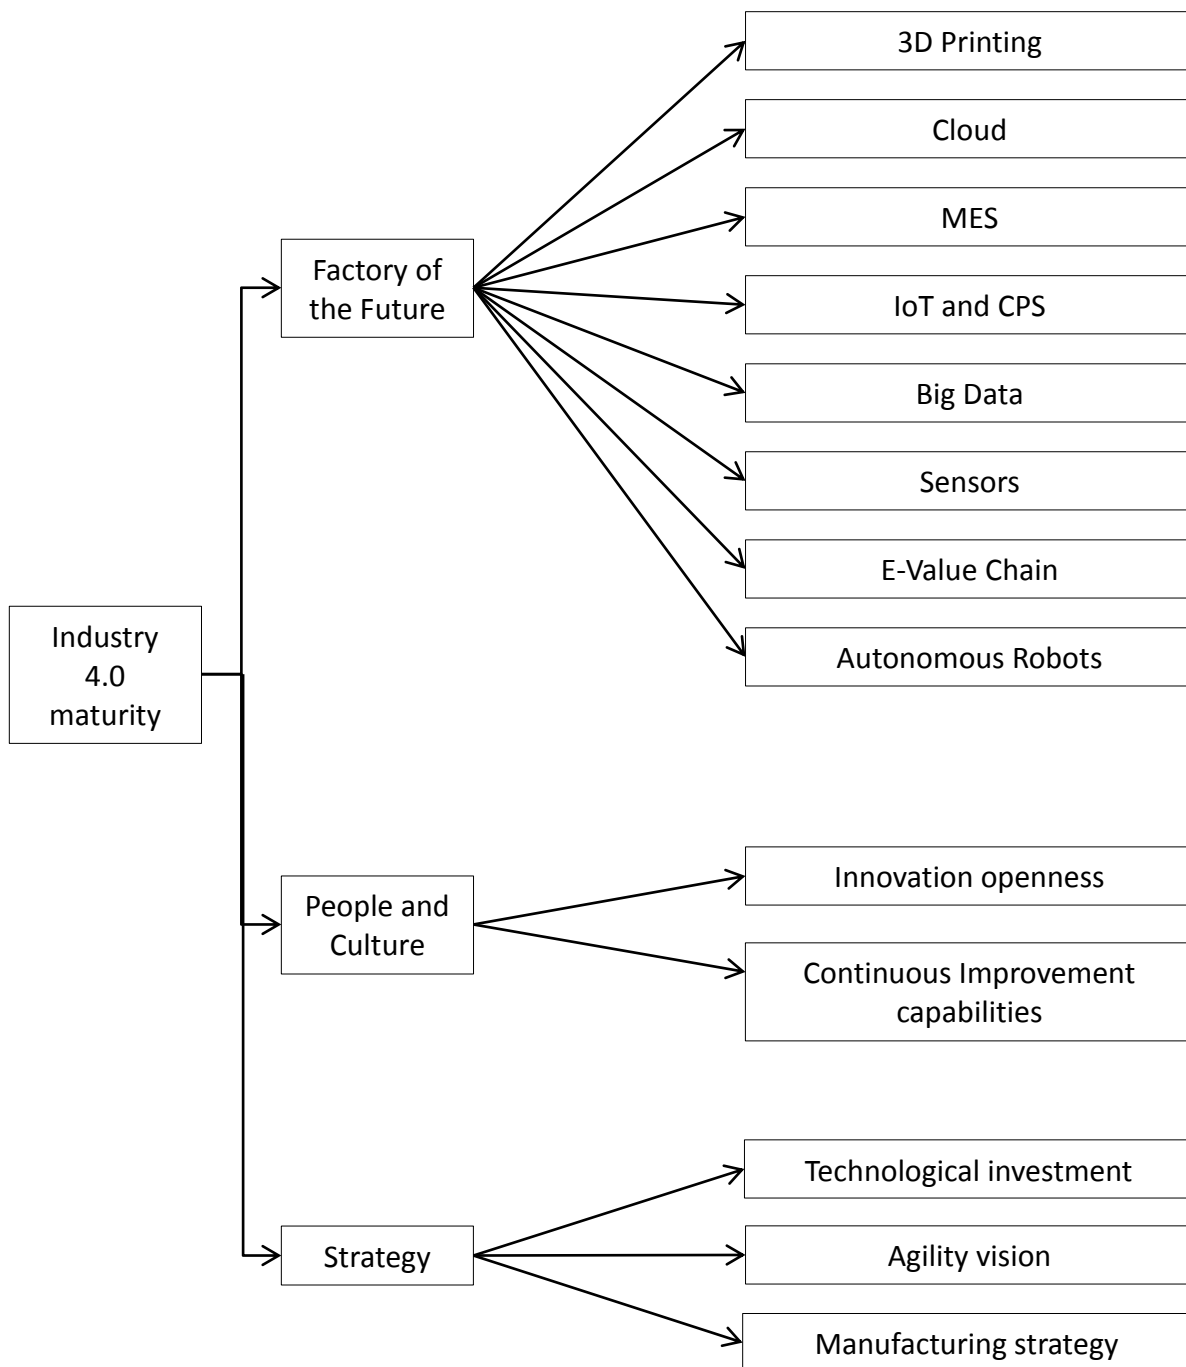 3D Printing
Cloud
MES
Factory of
the Future
IoT and CPS
Big Data
Sensors
E-Value Chain
Autonomous Robots
Industry
4.0
maturity
People and
Culture
Innovation openness
Continuous Improvement
capabilities
Strategy
Technological investment
Agility vision
Manufacturing strategy